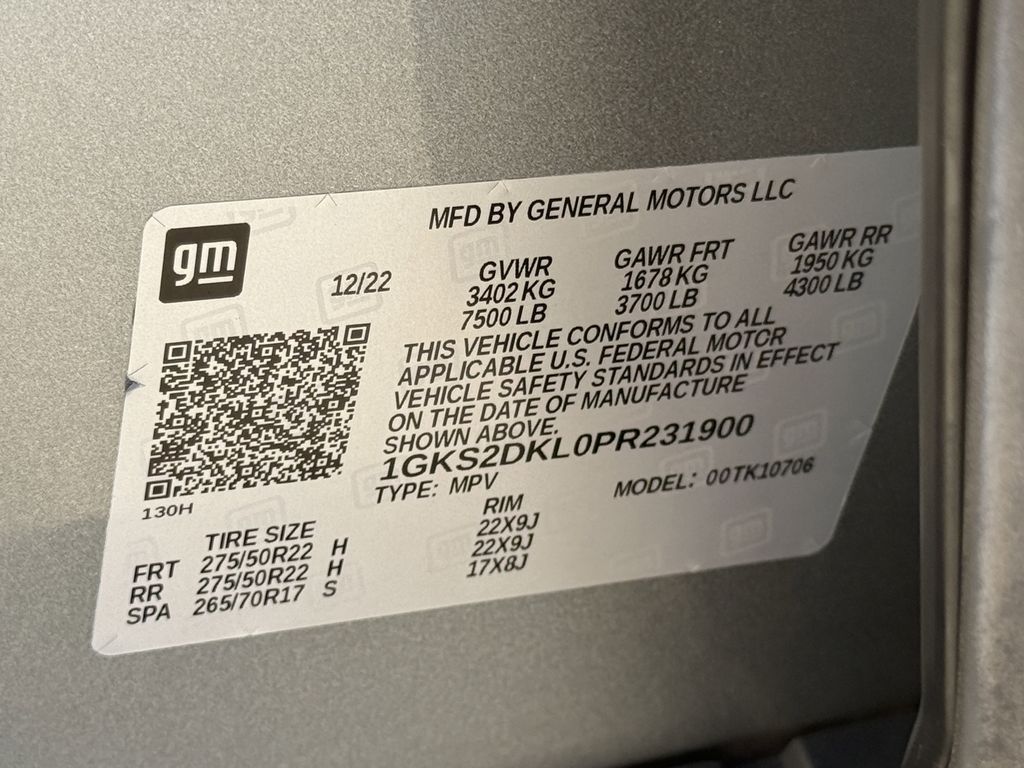 MFD BY GENERAL MOTORS LLC
gm
12/22
GVWR GAWR FRT GAWR RR
3402 KG 1678 KG 1950 KG
7500 LB 3700 LB 4300 LB
THIS VEHICLE CONFORMS TO ALL
APPLICABLE U.S. FEDERAL MOTOR
VEHICLE SAFETY STANDARDS IN EFFECT
ON THE DATE OF MANUFACTURE
SHOWN ABOVE.
1GKS2DKL0PR231900
TYPE: MPV MODEL: 00TK10706
130H
TIRE SIZE RIM
FRT 275/50R22 H 22X9J
RR 275/50R22 H 22X9J
SPA 265/70R17 S 17X8J